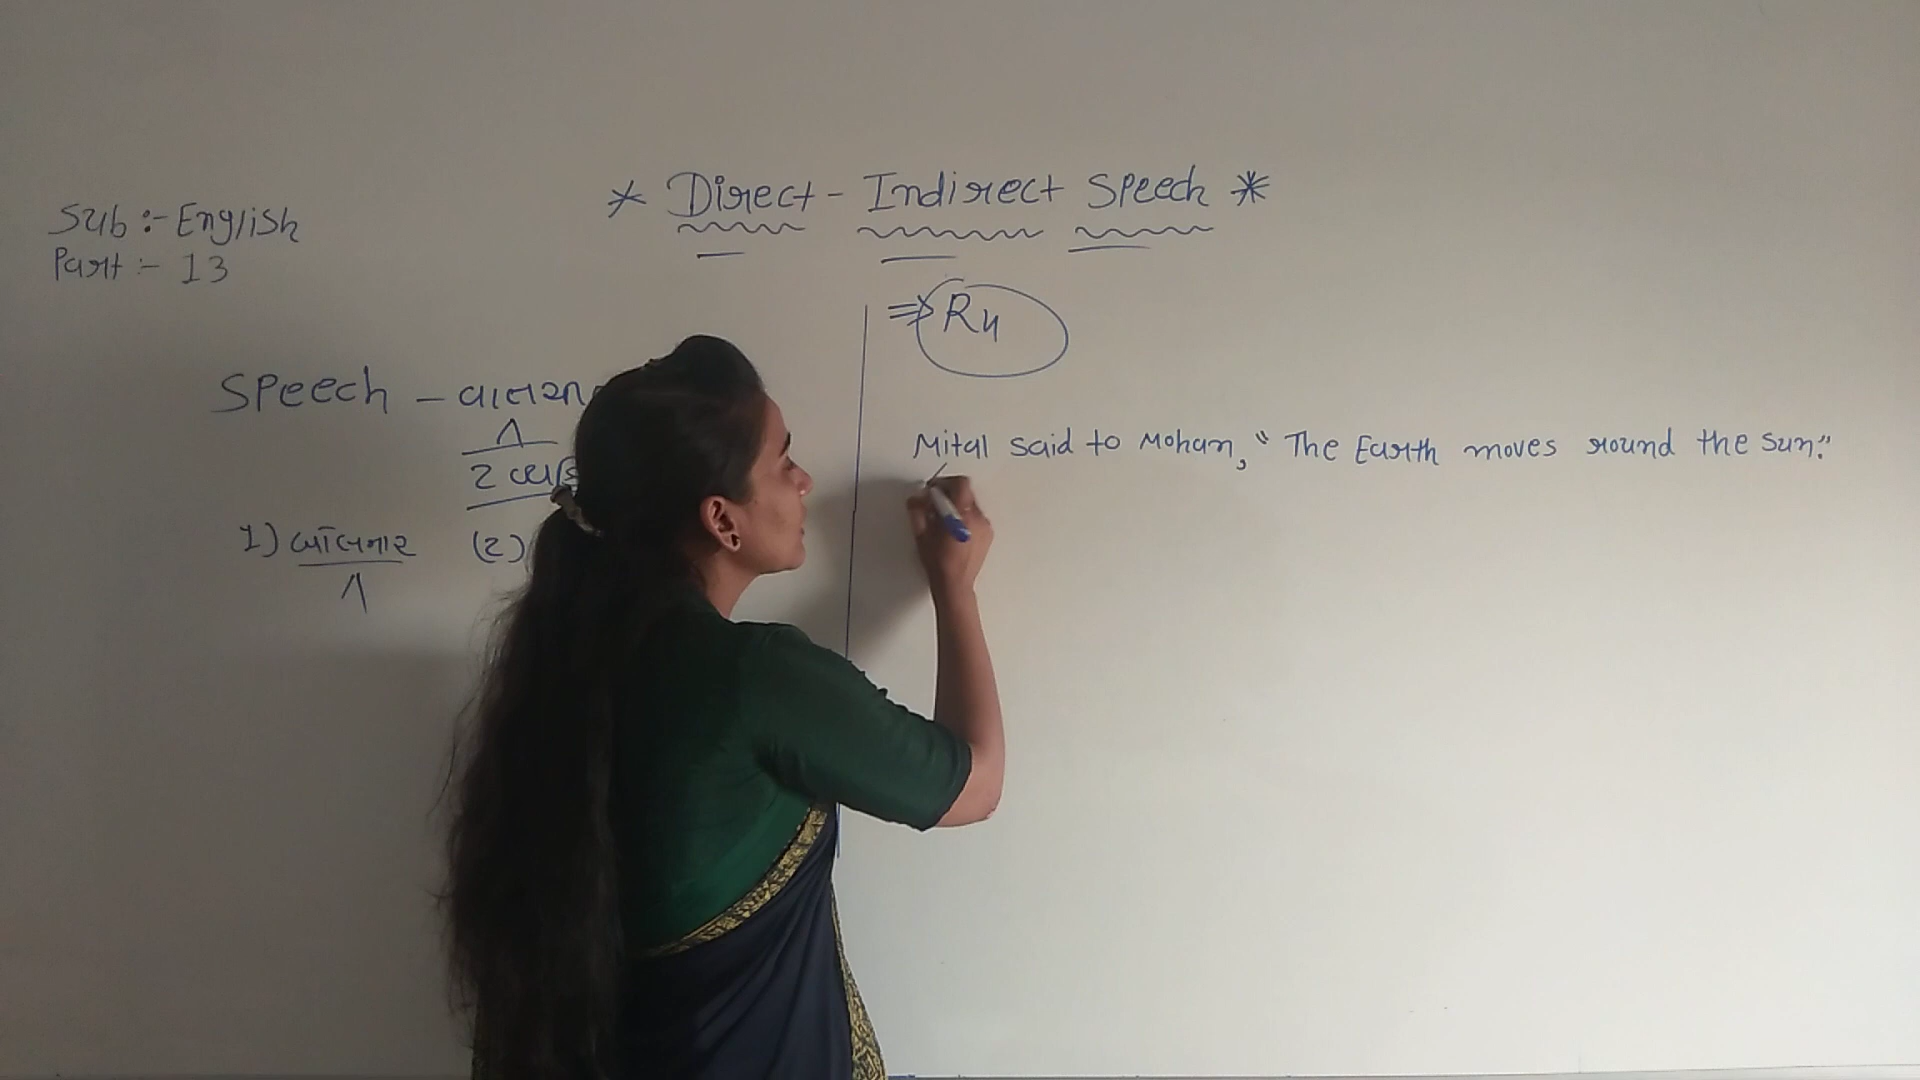 Sub :- English
Part :- 13
* Direct - Indirect Speech *
⇒ R4
Speech -
2
1) બોલનાર (2)
Mital said to Mohan, “The Earth moves round the sun.”